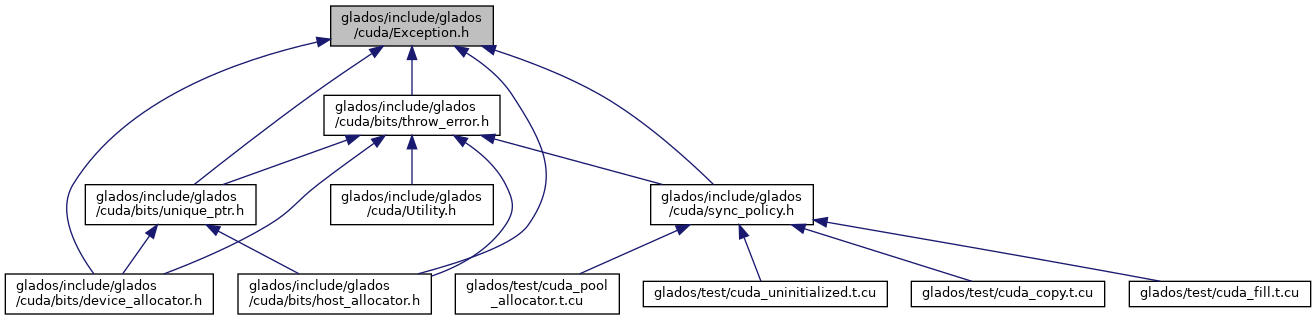 glados/include/glados
/cuda/Exception.h
glados/include/glados
/cuda/bits/throw_error.h
glados/include/glados
/cuda/bits/unique_ptr.h
glados/include/glados
/cuda/Utility.h
glados/include/glados
/cuda/sync_policy.h
glados/include/glados
/cuda/bits/device_allocator.h
glados/include/glados
/cuda/bits/host_allocator.h
glados/test/cuda_pool
_allocator.t.cu
glados/test/cuda_uninitialized.t.cu
glados/test/cuda_copy.t.cu
glados/test/cuda_fill.t.cu